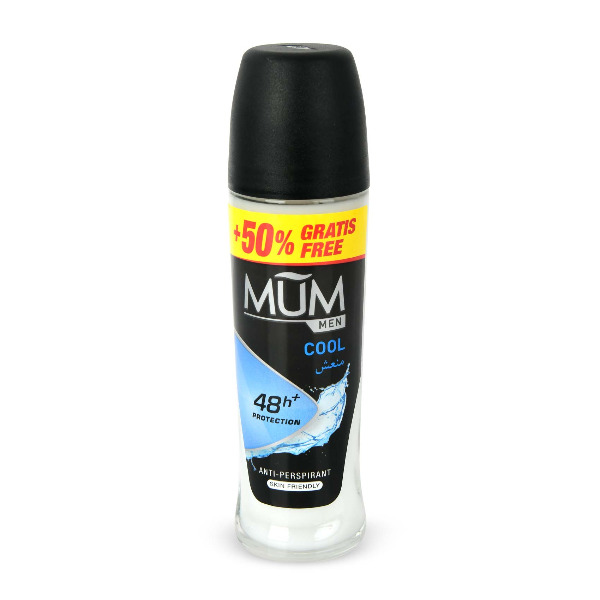 +50% GRATIS
FREE
MUM
MEN
COOL
منعش
48h+
PROTECTION
ANTI-PERSPIRANT
SKIN FRIENDLY